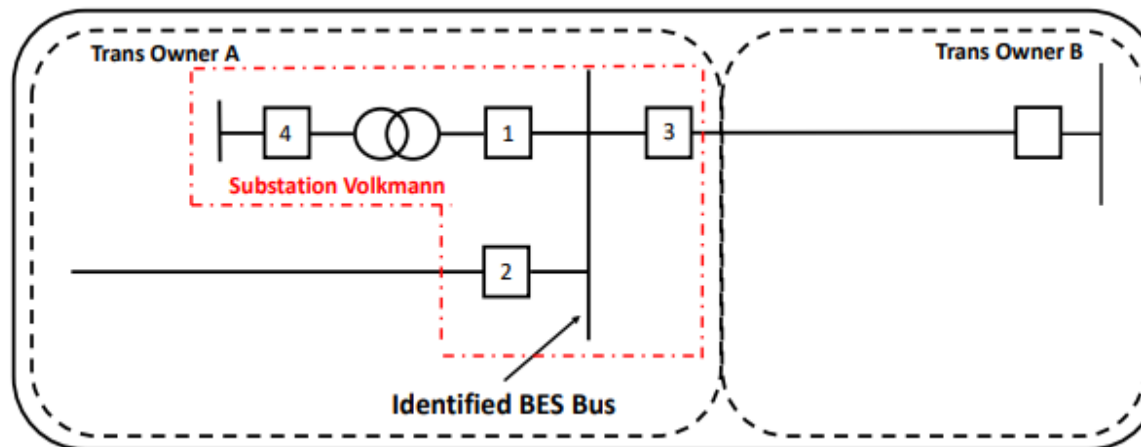 Trans Owner A
Trans Owner B
4
1
3
Substation Volkmann
2
Identified BES Bus